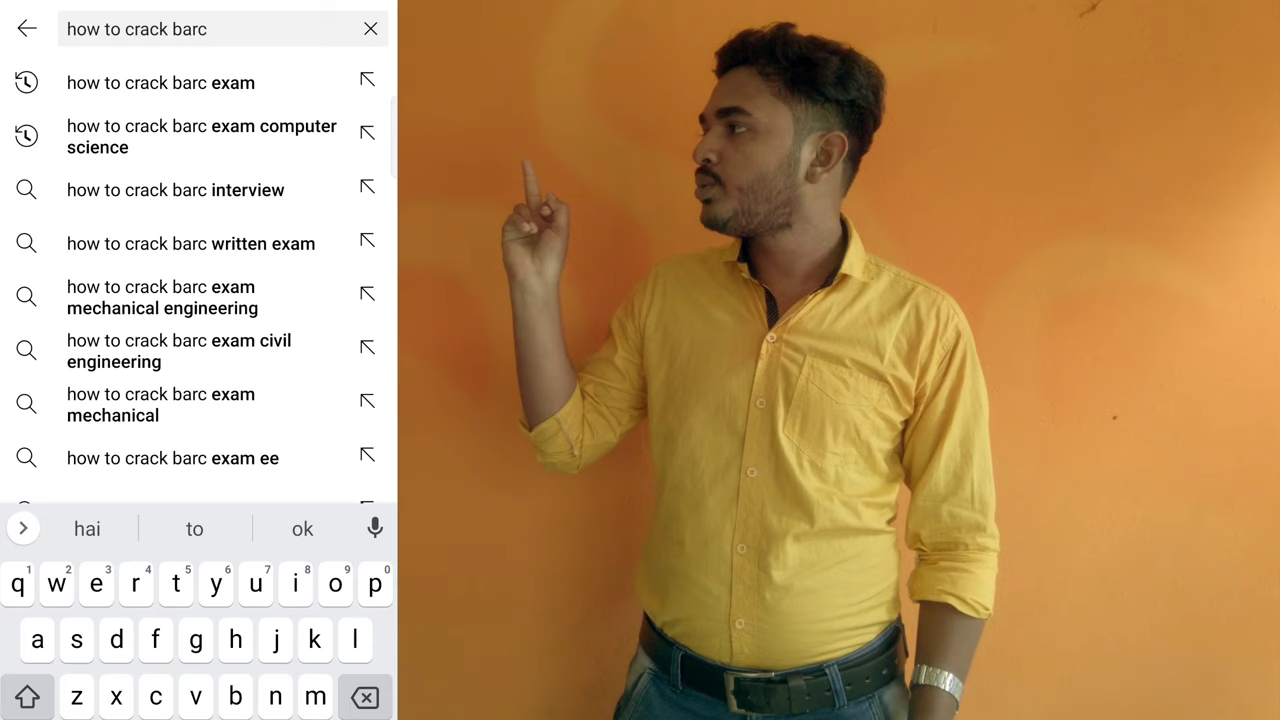 how to crack barc
how to crack barc exam
how to crack barc exam computer
science
how to crack barc interview
how to crack barc written exam
how to crack barc exam
mechanical engineering
how to crack barc exam civil
engineering
how to crack barc exam
mechanical
how to crack barc exam ee
hai to ok
1 2 3 4 5 6 7 8 9 0
q w e r t y u i o p
a s d f g h j k l
z x c v b n m